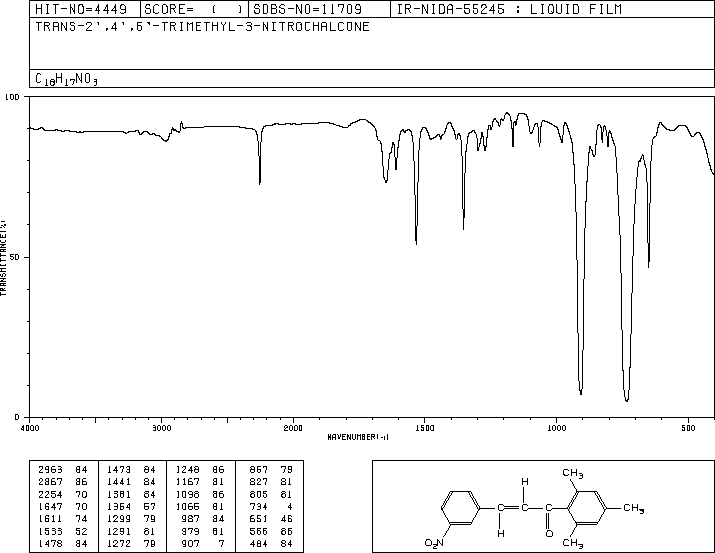 HIT-NO=4449 SCORE= ( ) SDBS-NO=11709 IR-NIDA-55245 : LIQUID FILM
TRANS-2',4',6'-TRIMETHYL-3-NITROCHALCONE
C18H17NO3
100
50
0
TRANSMITTANCE(%)
4000 3000 2000 1500 1000 500
WAVENUMBER(-1)
2963 84 1473 84 1248 86 857 79
2867 86 1441 84 1167 81 827 81
2254 70 1381 84 1098 86 805 81
1647 70 1354 57 1066 81 734 4
1611 74 1299 79 987 84 651 46
1533 52 1291 81 979 81 566 86
1478 84 1272 79 907 7 484 84
CH3
H
CH3
H
O
CH3
O2N